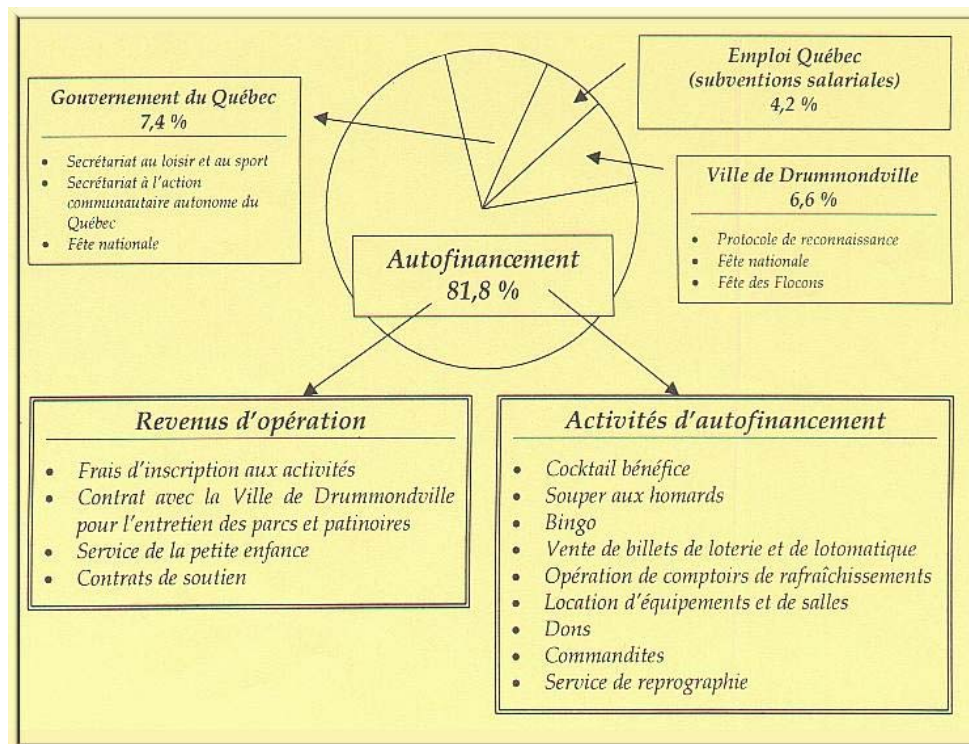 Gouvernement du Québec
7,4 %
• Secrétariat au loisir et au sport
• Secrétariat à l'action
communautaire autonome du
Québec
• Fête nationale
Emploi Québec
(subventions salariales)
4,2 %
Ville de Drummondville
6,6 %
• Protocole de reconnaissance
• Fête nationale
• Fête des Flocons
Autofinancement
81,8 %
Revenus d'opération
• Frais d'inscription aux activités
• Contrat avec la Ville de Drummondville
pour l'entretien des parcs et patinoires
• Service de la petite enfance
• Contrats de soutien
Activités d'autofinancement
• Cocktail bénéfice
• Souper aux homards
• Bingo
• Vente de billets de loterie et de lotomatique
• Opération de comptoirs de rafraîchissements
• Location d'équipements et de salles
• Dons
• Commandites
• Service de reprographie